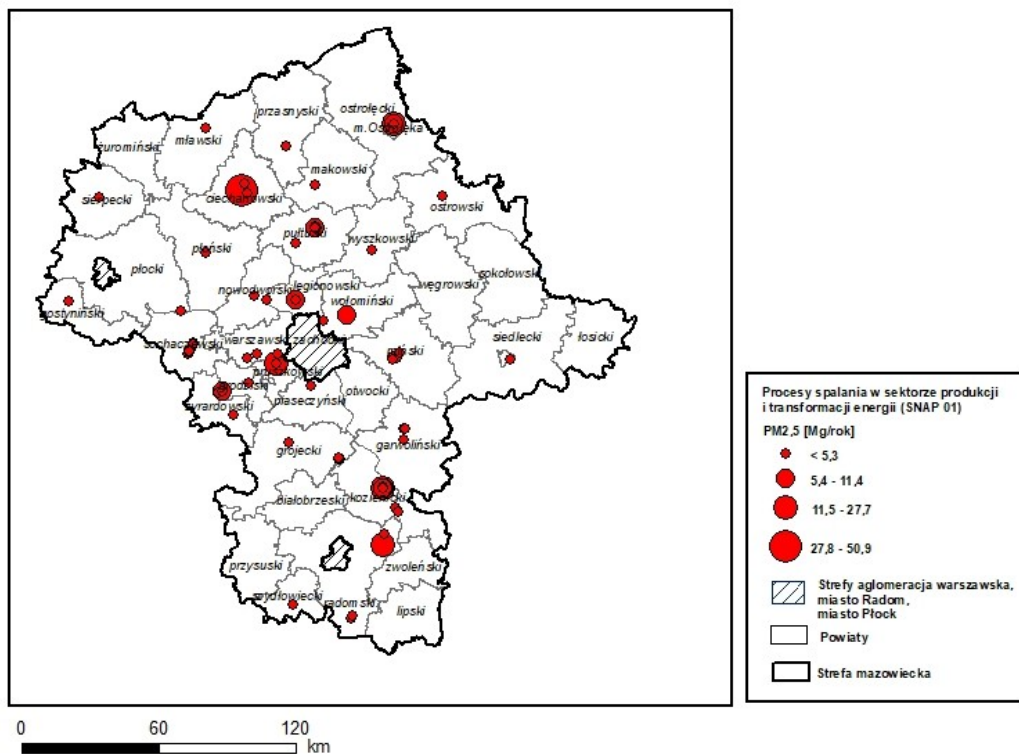 ostrołęcki
przasnyski
m.Ostrołęka
mławski
żuromiński
makowski
ciechanowski
sierpecki
ostrowski
pułtuski
wyszkowski
płoński
płocki
sokołowski
węgrowski
legionowski
nowodworski
wołomiński
gostyniński
siedlecki
łosicki
warszawski zachodni
sochaczewski
miński
pruszkowski
grodziski
otwocki
piaseczyński
żyrardowski
garwoliński
grójecki
białobrzeski
kozienicki
przysuski
zwoleński
szydłowiecki
radomski
lipski
Procesy spalania w sektorze produkcji
i transformacji energii (SNAP 01)
PM2,5 [Mg/rok]
< 5,3
5,4 - 11,4
11,5 - 27,7
27,8 - 50,9
Strefy aglomeracja warszawska,
miasto Radom,
miasto Płock
Powiaty
Strefa mazowiecka
0 60 120
km